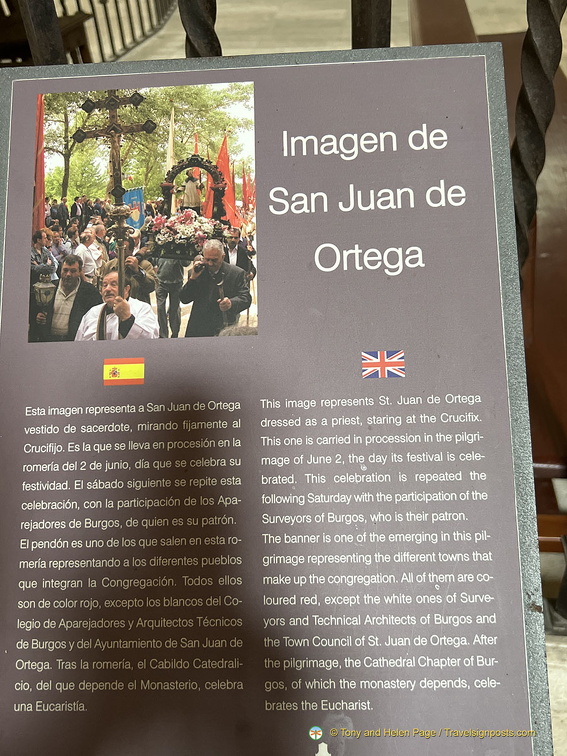 Imagen de
San Juan de
Ortega
Esta imagen representa a San Juan de Ortega
vestido de sacerdote, mirando fijamente al
Crucifijo. Es la que se lleva en procesión en la
romería del 2 de junio, día que se celebra su
festividad. El sábado siguiente se repite esta
celebración, con la participación de los Apa-
rejadores de Burgos, de quien es su patrón.
El pendón es uno de los que salen en esta ro-
mería representando a los diferentes pueblos
que integran la Congregación. Todos ellos
son de color rojo, excepto los blancos del Co-
legio de Aparejadores y Arquitectos Técnicos
de Burgos y del Ayuntamiento de San Juan de
Ortega. Tras la romería, el Cabildo Catedrali-
cio, del que depende el Monasterio, celebra
una Eucaristía.
This image represents St. Juan de Ortega
dressed as a priest, staring at the Crucifix.
This one is carried in procession in the pilgri-
mage of June 2, the day its festival is cele-
brated. This celebration is repeated the
following Saturday with the participation of the
Surveyors of Burgos, who is their patron.
The banner is one of the emerging in this pil-
grimage representing the different towns that
make up the congregation. All of them are co-
loured red, except the white ones of Surve-
yors and Technical Architects of Burgos and
the Town Council of St. Juan de Ortega. After
the pilgrimage, the Cathedral Chapter of Bur-
gos, of which the monastery depends, cele-
brates the Eucharist.
© Tony and Helen Page / Travelsignposts.com